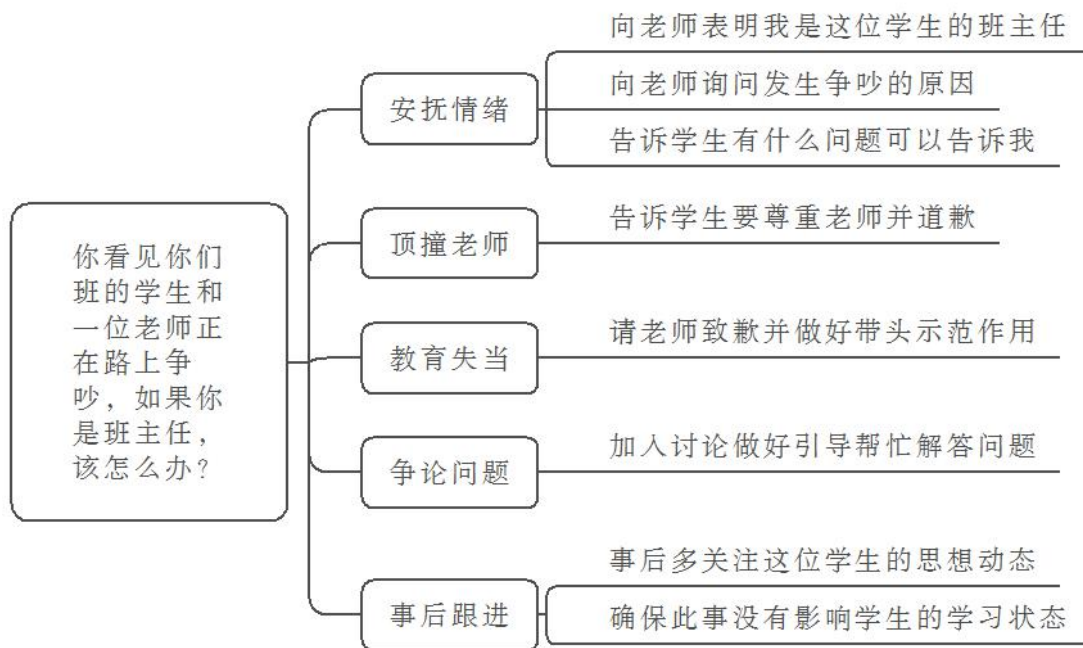 你看见你们
班的学生和
一位老师正
在路上争
吵，如果你
是班主任，
该怎么办？
安抚情绪
向老师表明我是这位学生的班主任
向老师询问发生争吵的原因
告诉学生有什么问题可以告诉我
顶撞老师
告诉学生要尊重老师并道歉
教育失当
请老师致歉并做好带头示范作用
争论问题
加入讨论做好引导帮忙解答问题
事后跟进
事后多关注这位学生的思想动态
确保此事没有影响学生的学习状态